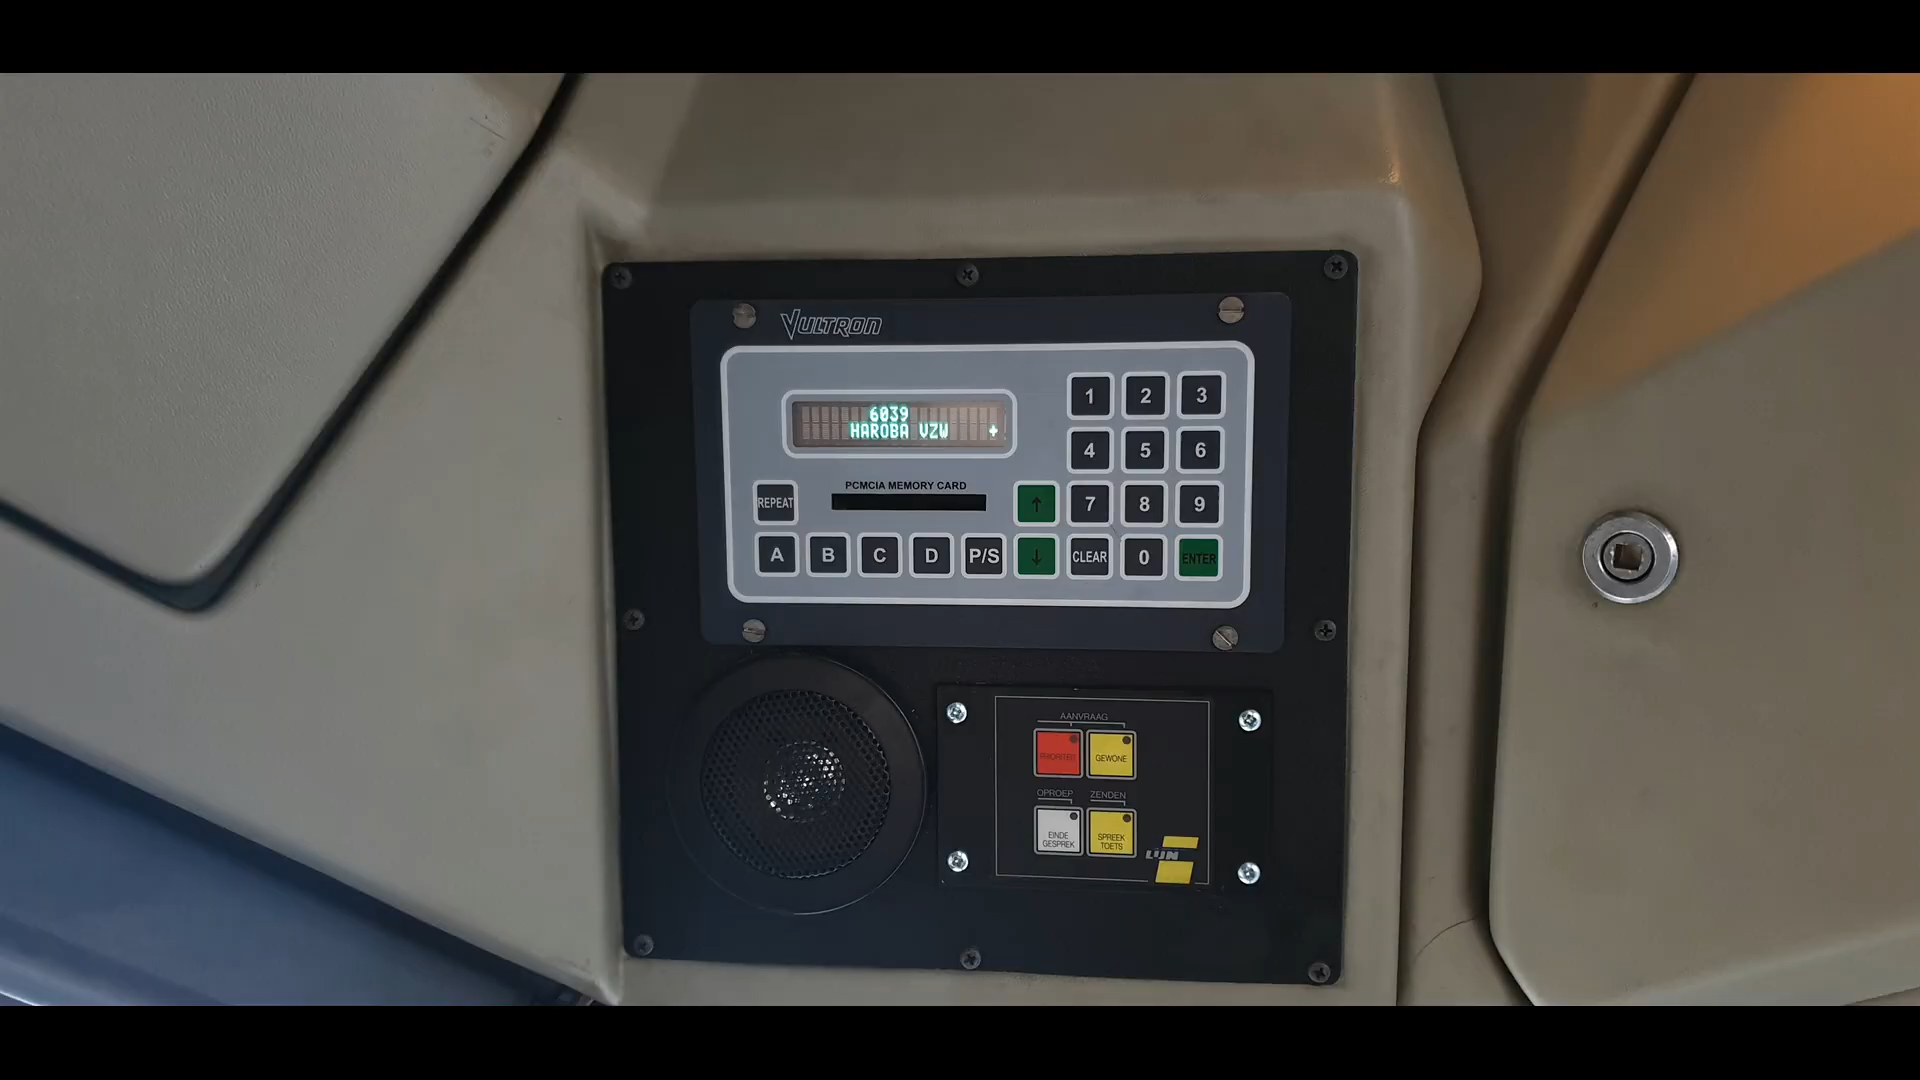 VULTRON
6039
HAROBA VZW +
1 2 3
4 5 6
PCMCIA MEMORY CARD
REPEAT ↑ 7 8 9
A B C D P/S ↓ CLEAR 0 ENTER
AANVRAAG
PRIORITEIT GEWONE
OPROEP ZENDEN
EINDE GESPREK
SPREEK TOETS
LIJN